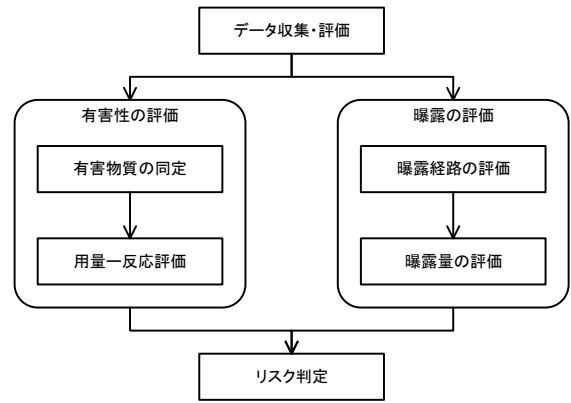 データ収集・評価
有害性の評価
有害物質の同定
用量ー反応評価
曝露の評価
曝露経路の評価
曝露量の評価
リスク判定